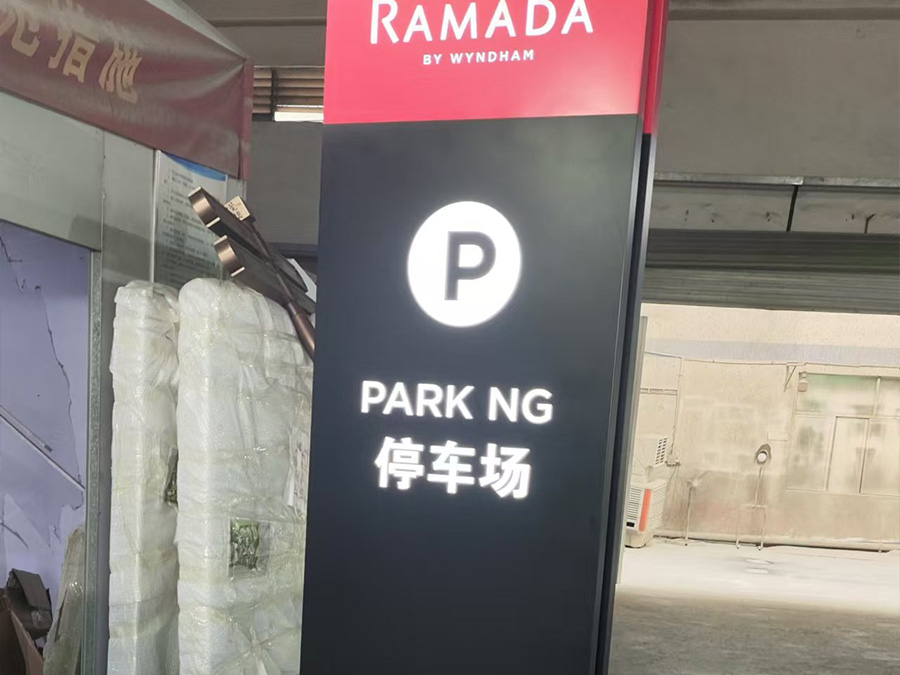 RAMADA
BY WYNDHAM
P
PARK NG
停车场